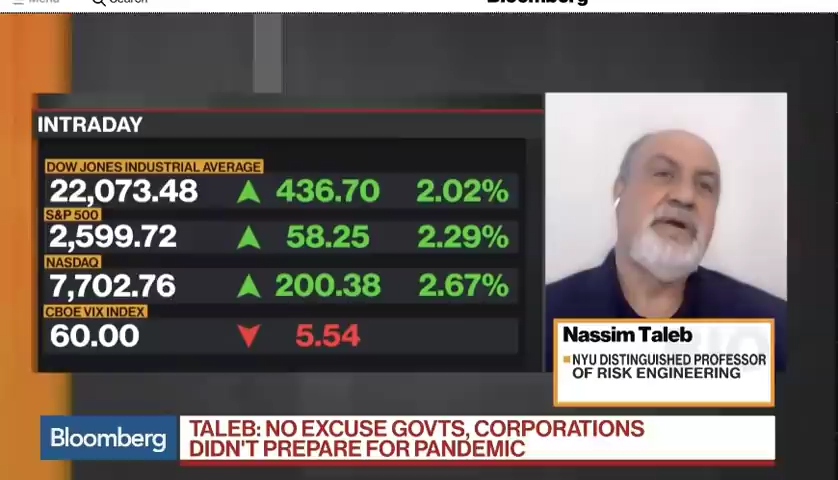 Menu
Search
Bloomberg
INTRADAY
DOW JONES INDUSTRIAL AVERAGE
22,073.48 ▲ 436.70 2.02%
S&P 500
2,599.72 ▲ 58.25 2.29%
NASDAQ
7,702.76 ▲ 200.38 2.67%
CBOE VIX INDEX
60.00 ▼ 5.54
Nassim Taleb
NYU DISTINGUISHED PROFESSOR
OF RISK ENGINEERING
Bloomberg
TALEB: NO EXCUSE GOVTS, CORPORATIONS
DIDN'T PREPARE FOR PANDEMIC